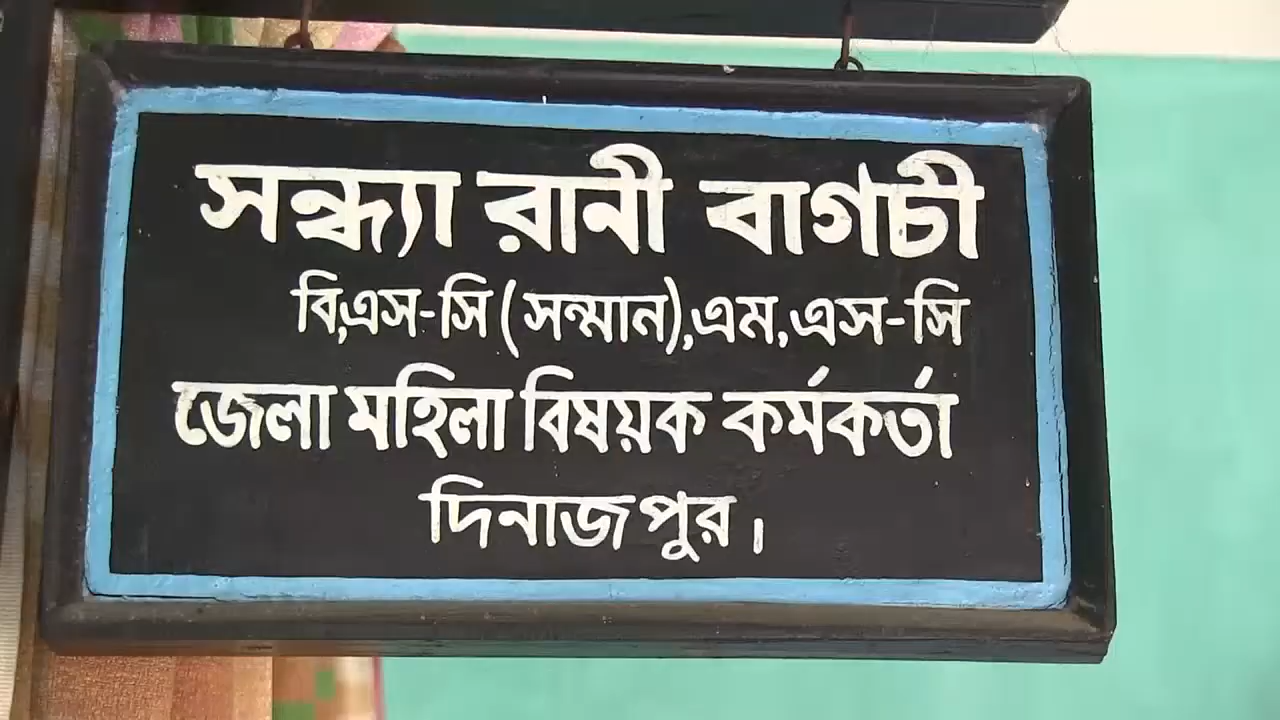 সন্ধ্যা রানী বাগচী
বি,এস-সি (সন্মান),এম,এস-সি
জেলা মহিলা বিষয়ক কর্মকর্তা
দিনাজপুর।